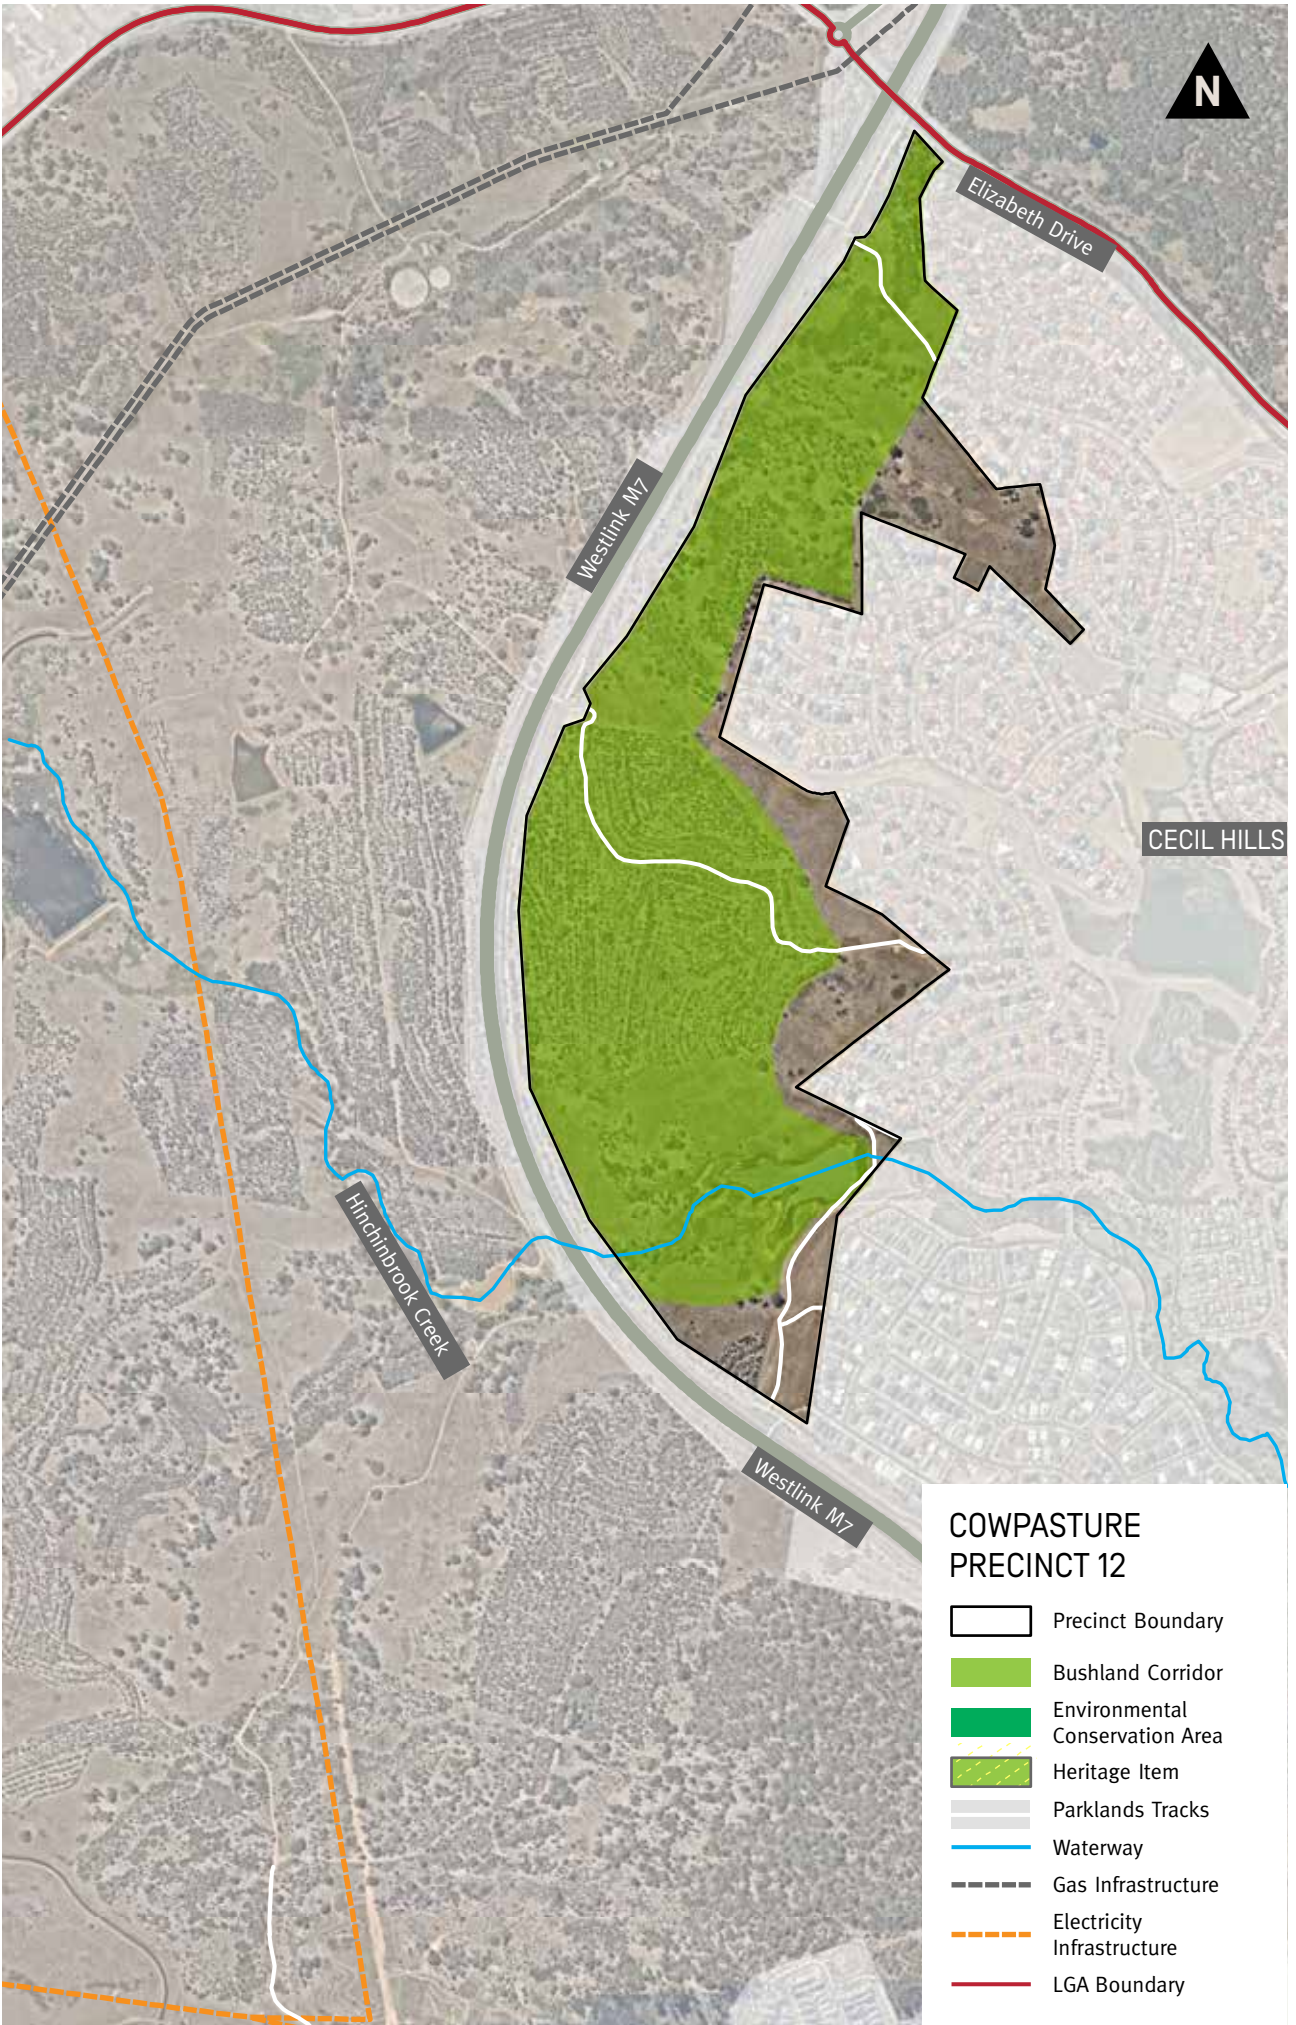 N
Elizabeth Drive
Westlink M7
CECIL HILLS
Hinchinbrook Creek
Westlink M7
COWPASTURE
PRECINCT 12
Precinct Boundary
Bushland Corridor
Environmental
Conservation Area
Heritage Item
Parklands Tracks
Waterway
Gas Infrastructure
Electricity
Infrastructure
LGA Boundary